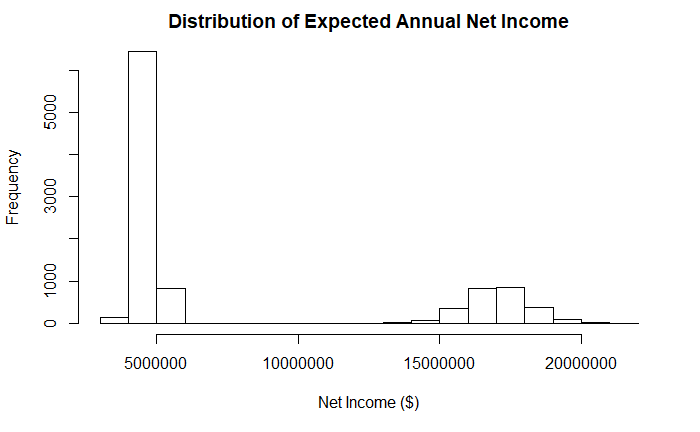 Distribution of Expected Annual Net Income
Frequency
5000
3000
1000
0
5000000 10000000 15000000 20000000
Net Income ($)